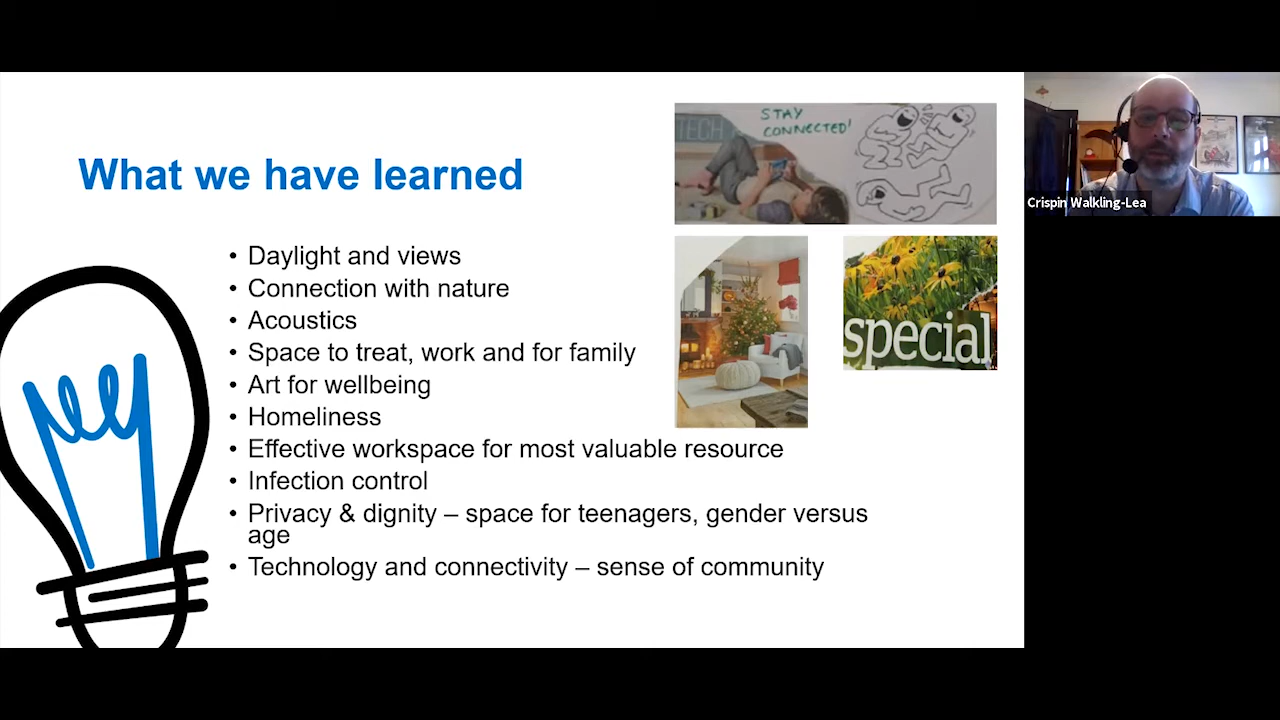 What we have learned
• Daylight and views
• Connection with nature
• Acoustics
• Space to treat, work and for family
• Art for wellbeing
• Homeliness
• Effective workspace for most valuable resource
• Infection control
• Privacy & dignity – space for teenagers, gender versus
age
• Technology and connectivity – sense of community
TECH
STAY
CONNECTED!
special
Crispin Walkling-Lea